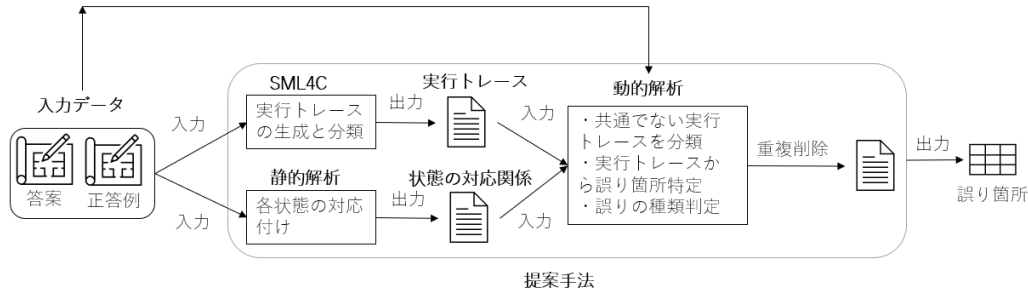 入力データ
答案
正答例
入力
入力
SML4C
実行トレース
の生成と分類
静的解析
各状態の対応
付け
出力
出力
実行トレース
状態の対応関係
入力
入力
動的解析
・共通でない実行
トレースを分類
・実行トレースか
ら誤り箇所特定
・誤りの種類判定
重複削除
出力
誤り箇所
提案手法